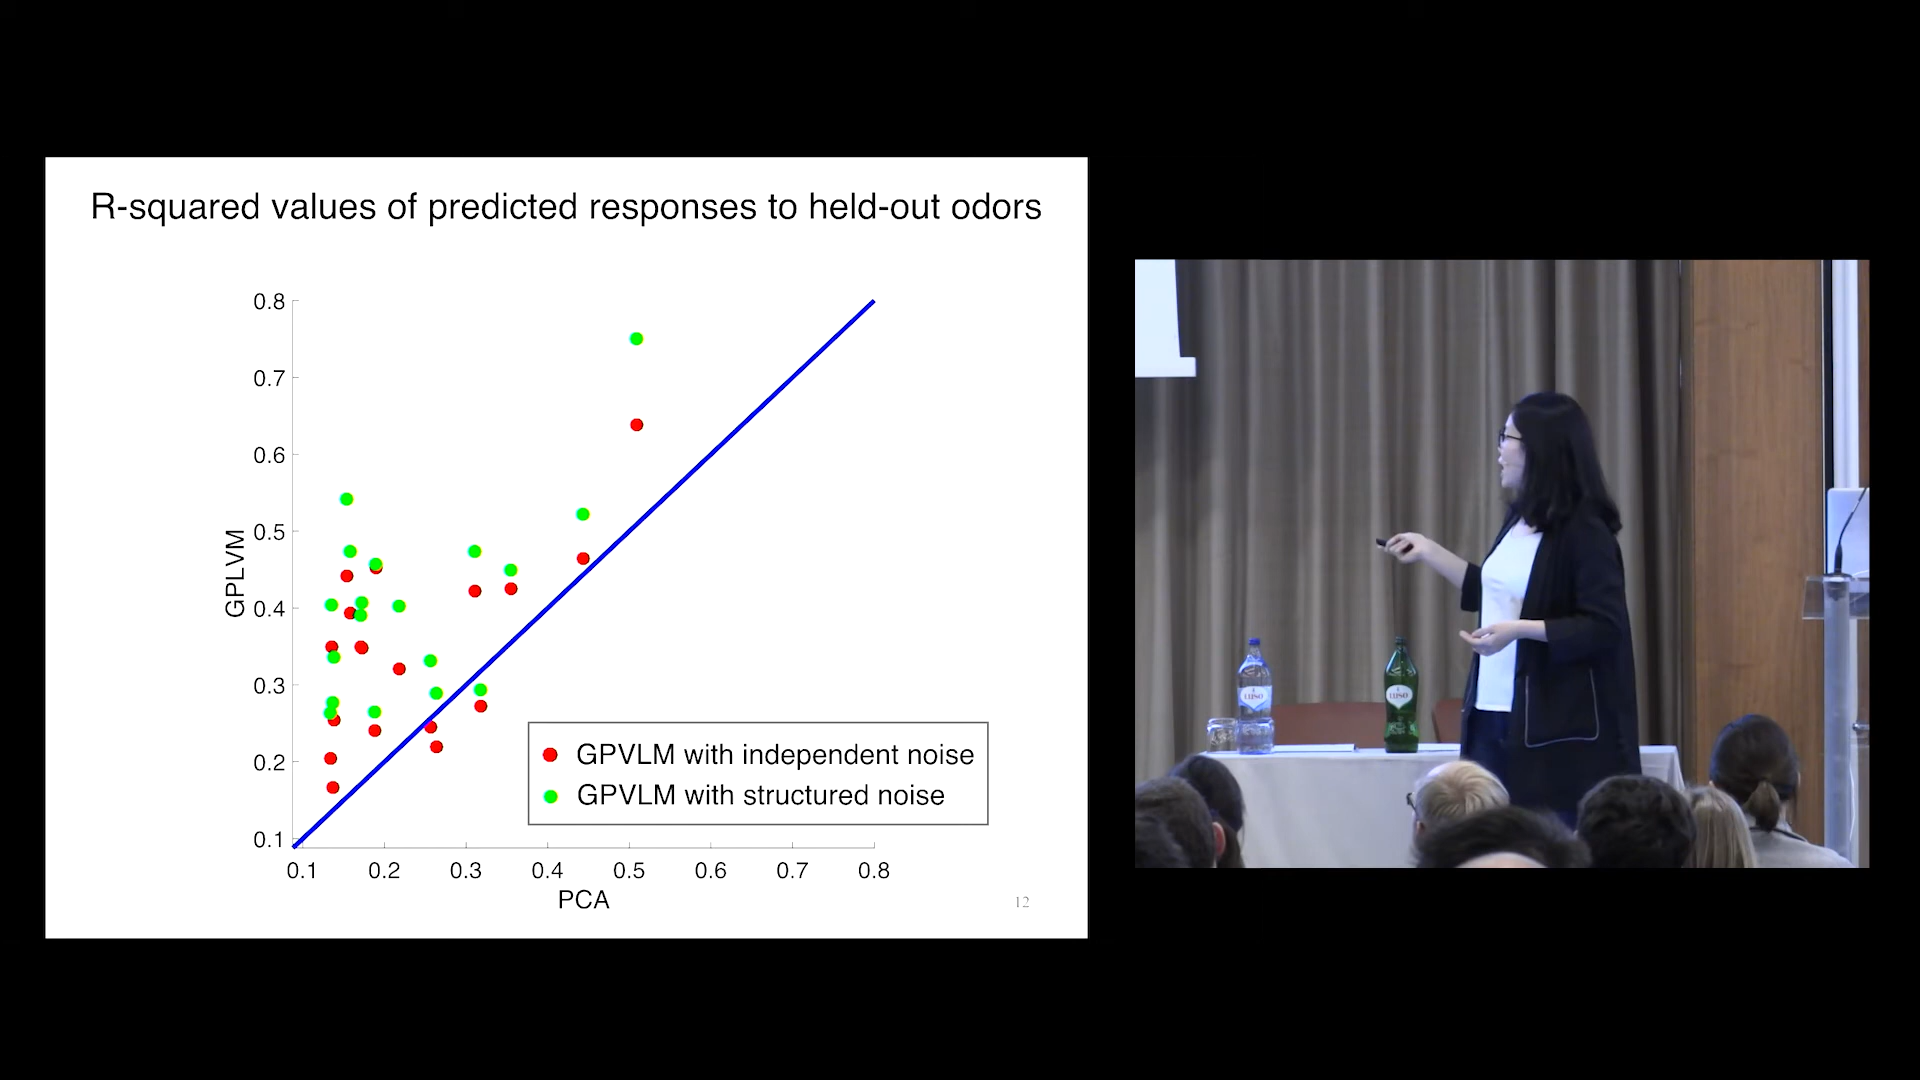 R-squared values of predicted responses to held-out odors
0.8
0.7
0.6
0.5
0.4
0.3
0.2
0.1
GPLVM
GPVLM with independent noise
GPVLM with structured noise
0.1 0.2 0.3 0.4 0.5 0.6 0.7 0.8
PCA
12
LUSO
LUSO